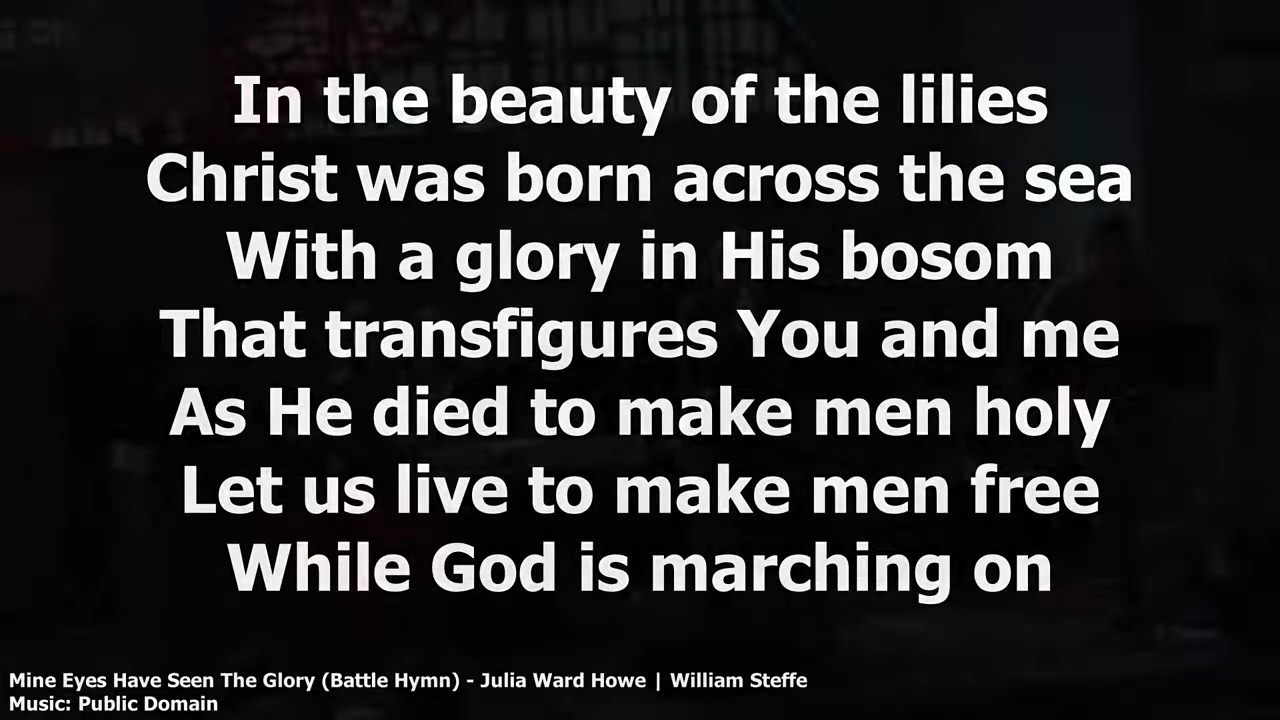 In the beauty of the lilies
Christ was born across the sea
With a glory in His bosom
That transfigures You and me
As He died to make men holy
Let us live to make men free
While God is marching on
Mine Eyes Have Seen The Glory (Battle Hymn) - Julia Ward Howe | William Steffe
Music: Public Domain